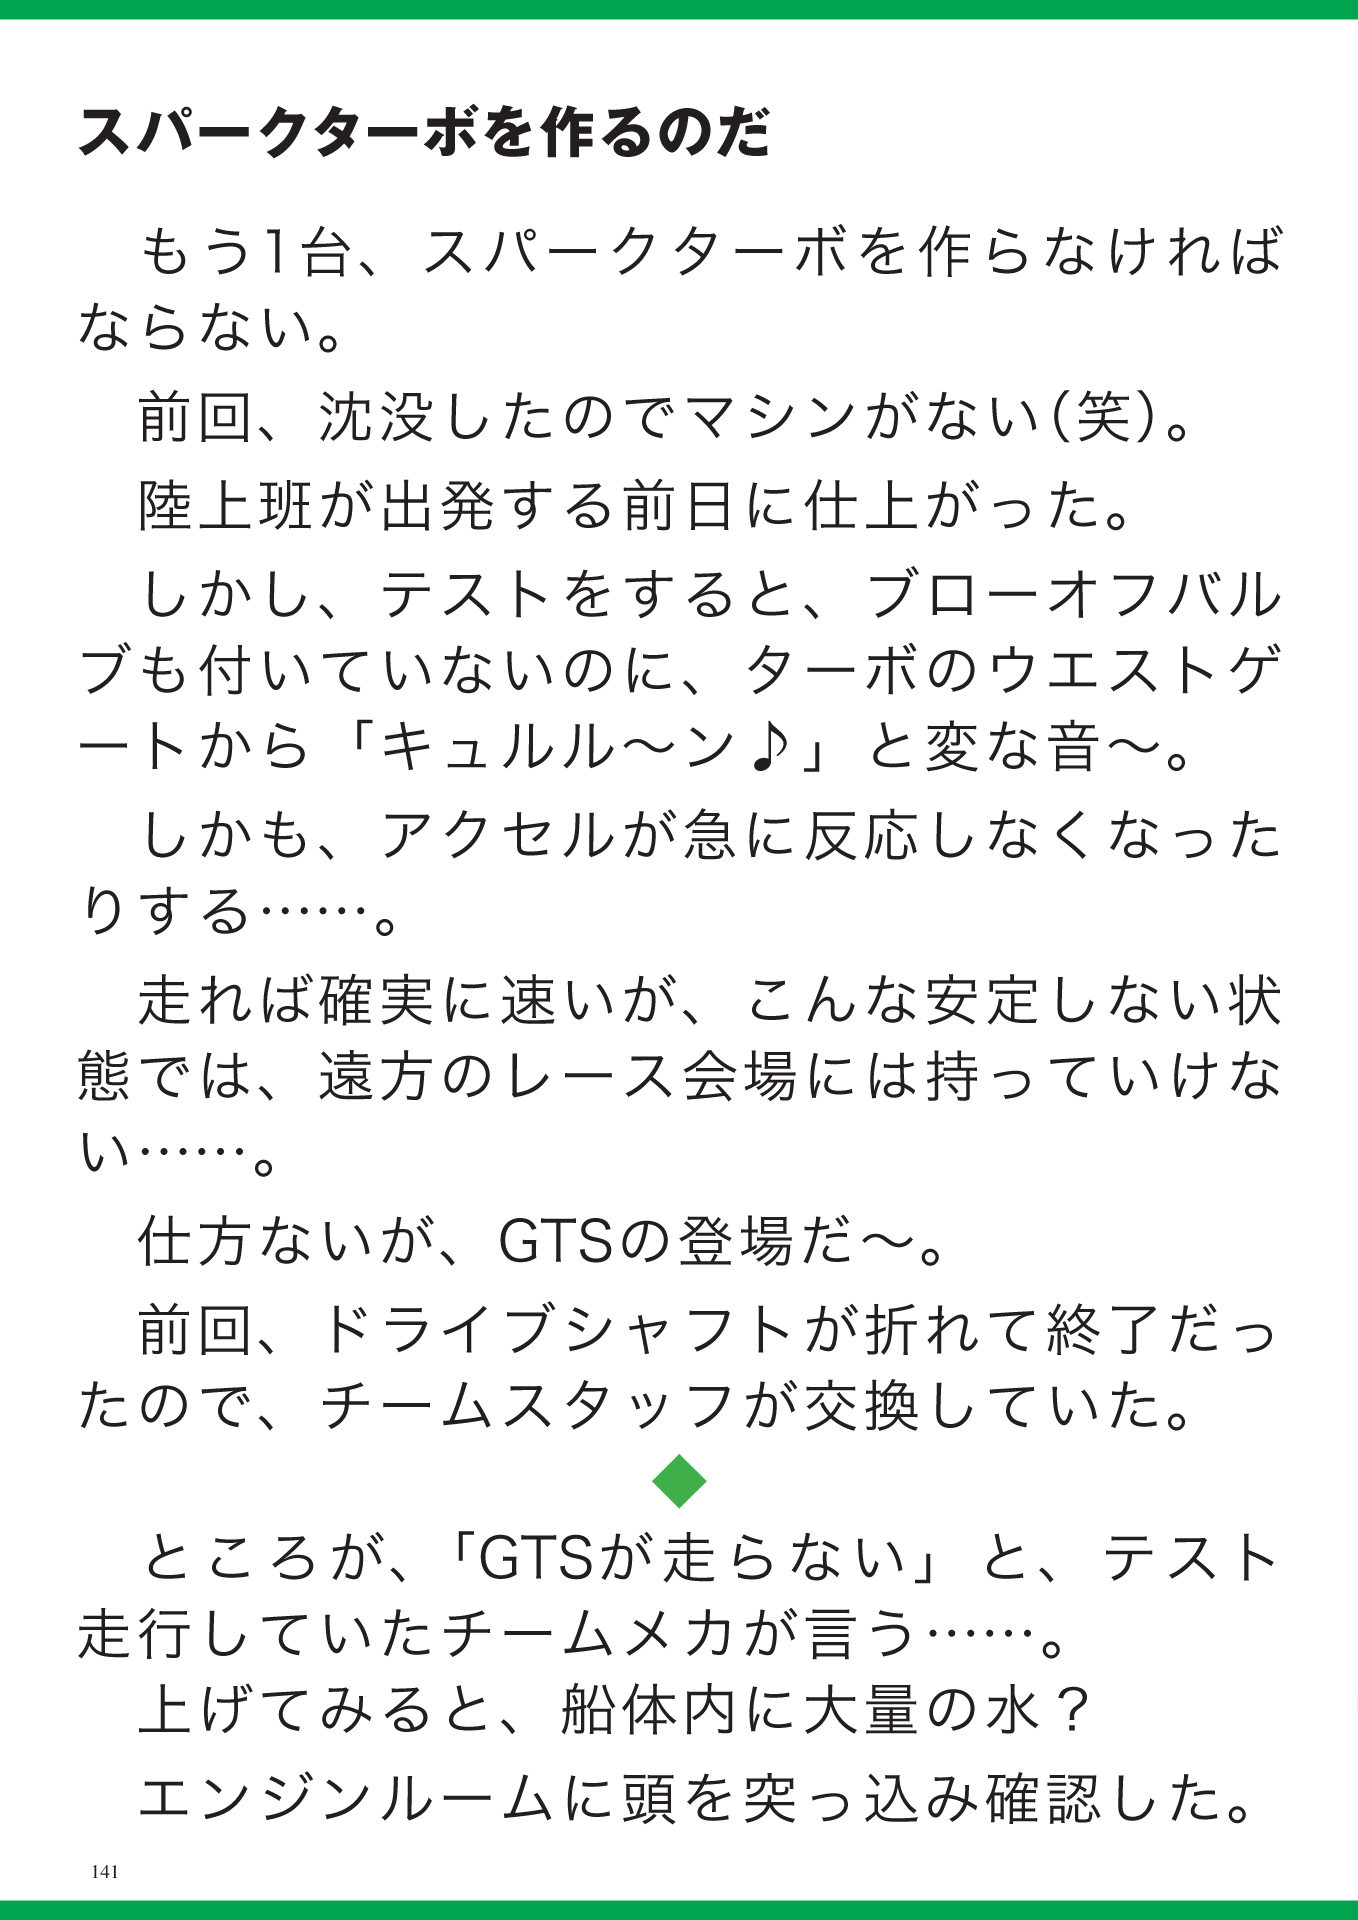 スパークターボを作るのだ
もう1台、スパークターボを作らなければ
ならない。
前回、沈没したのでマシンがない(笑)。
陸上班が出発する前日に仕上がった。
しかし、テストをすると、ブローオフバル
ブも付いていないのに、ターボのウエストゲ
ートから「キュルル〜ン♪」と変な音〜。
しかも、アクセルが急に反応しなくなった
りする……。
走れば確実に速いが、こんな安定しない状
態では、遠方のレース会場には持っていけな
い……。
仕方ないが、GTSの登場だ〜。
前回、ドライブシャフトが折れて終了だっ
たので、チームスタッフが交換していた。
◆
ところが、「GTSが走らない」と、テスト
走行していたチームメカが言う……。
上げてみると、船体内に大量の水?
エンジンルームに頭を突っ込み確認した。
141